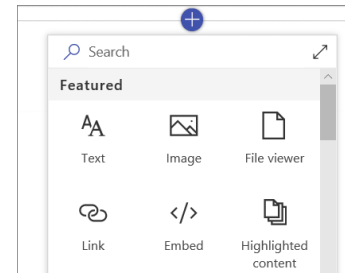 Search
Featured
Text
Image
File viewer
Link
Embed
Highlighted
content